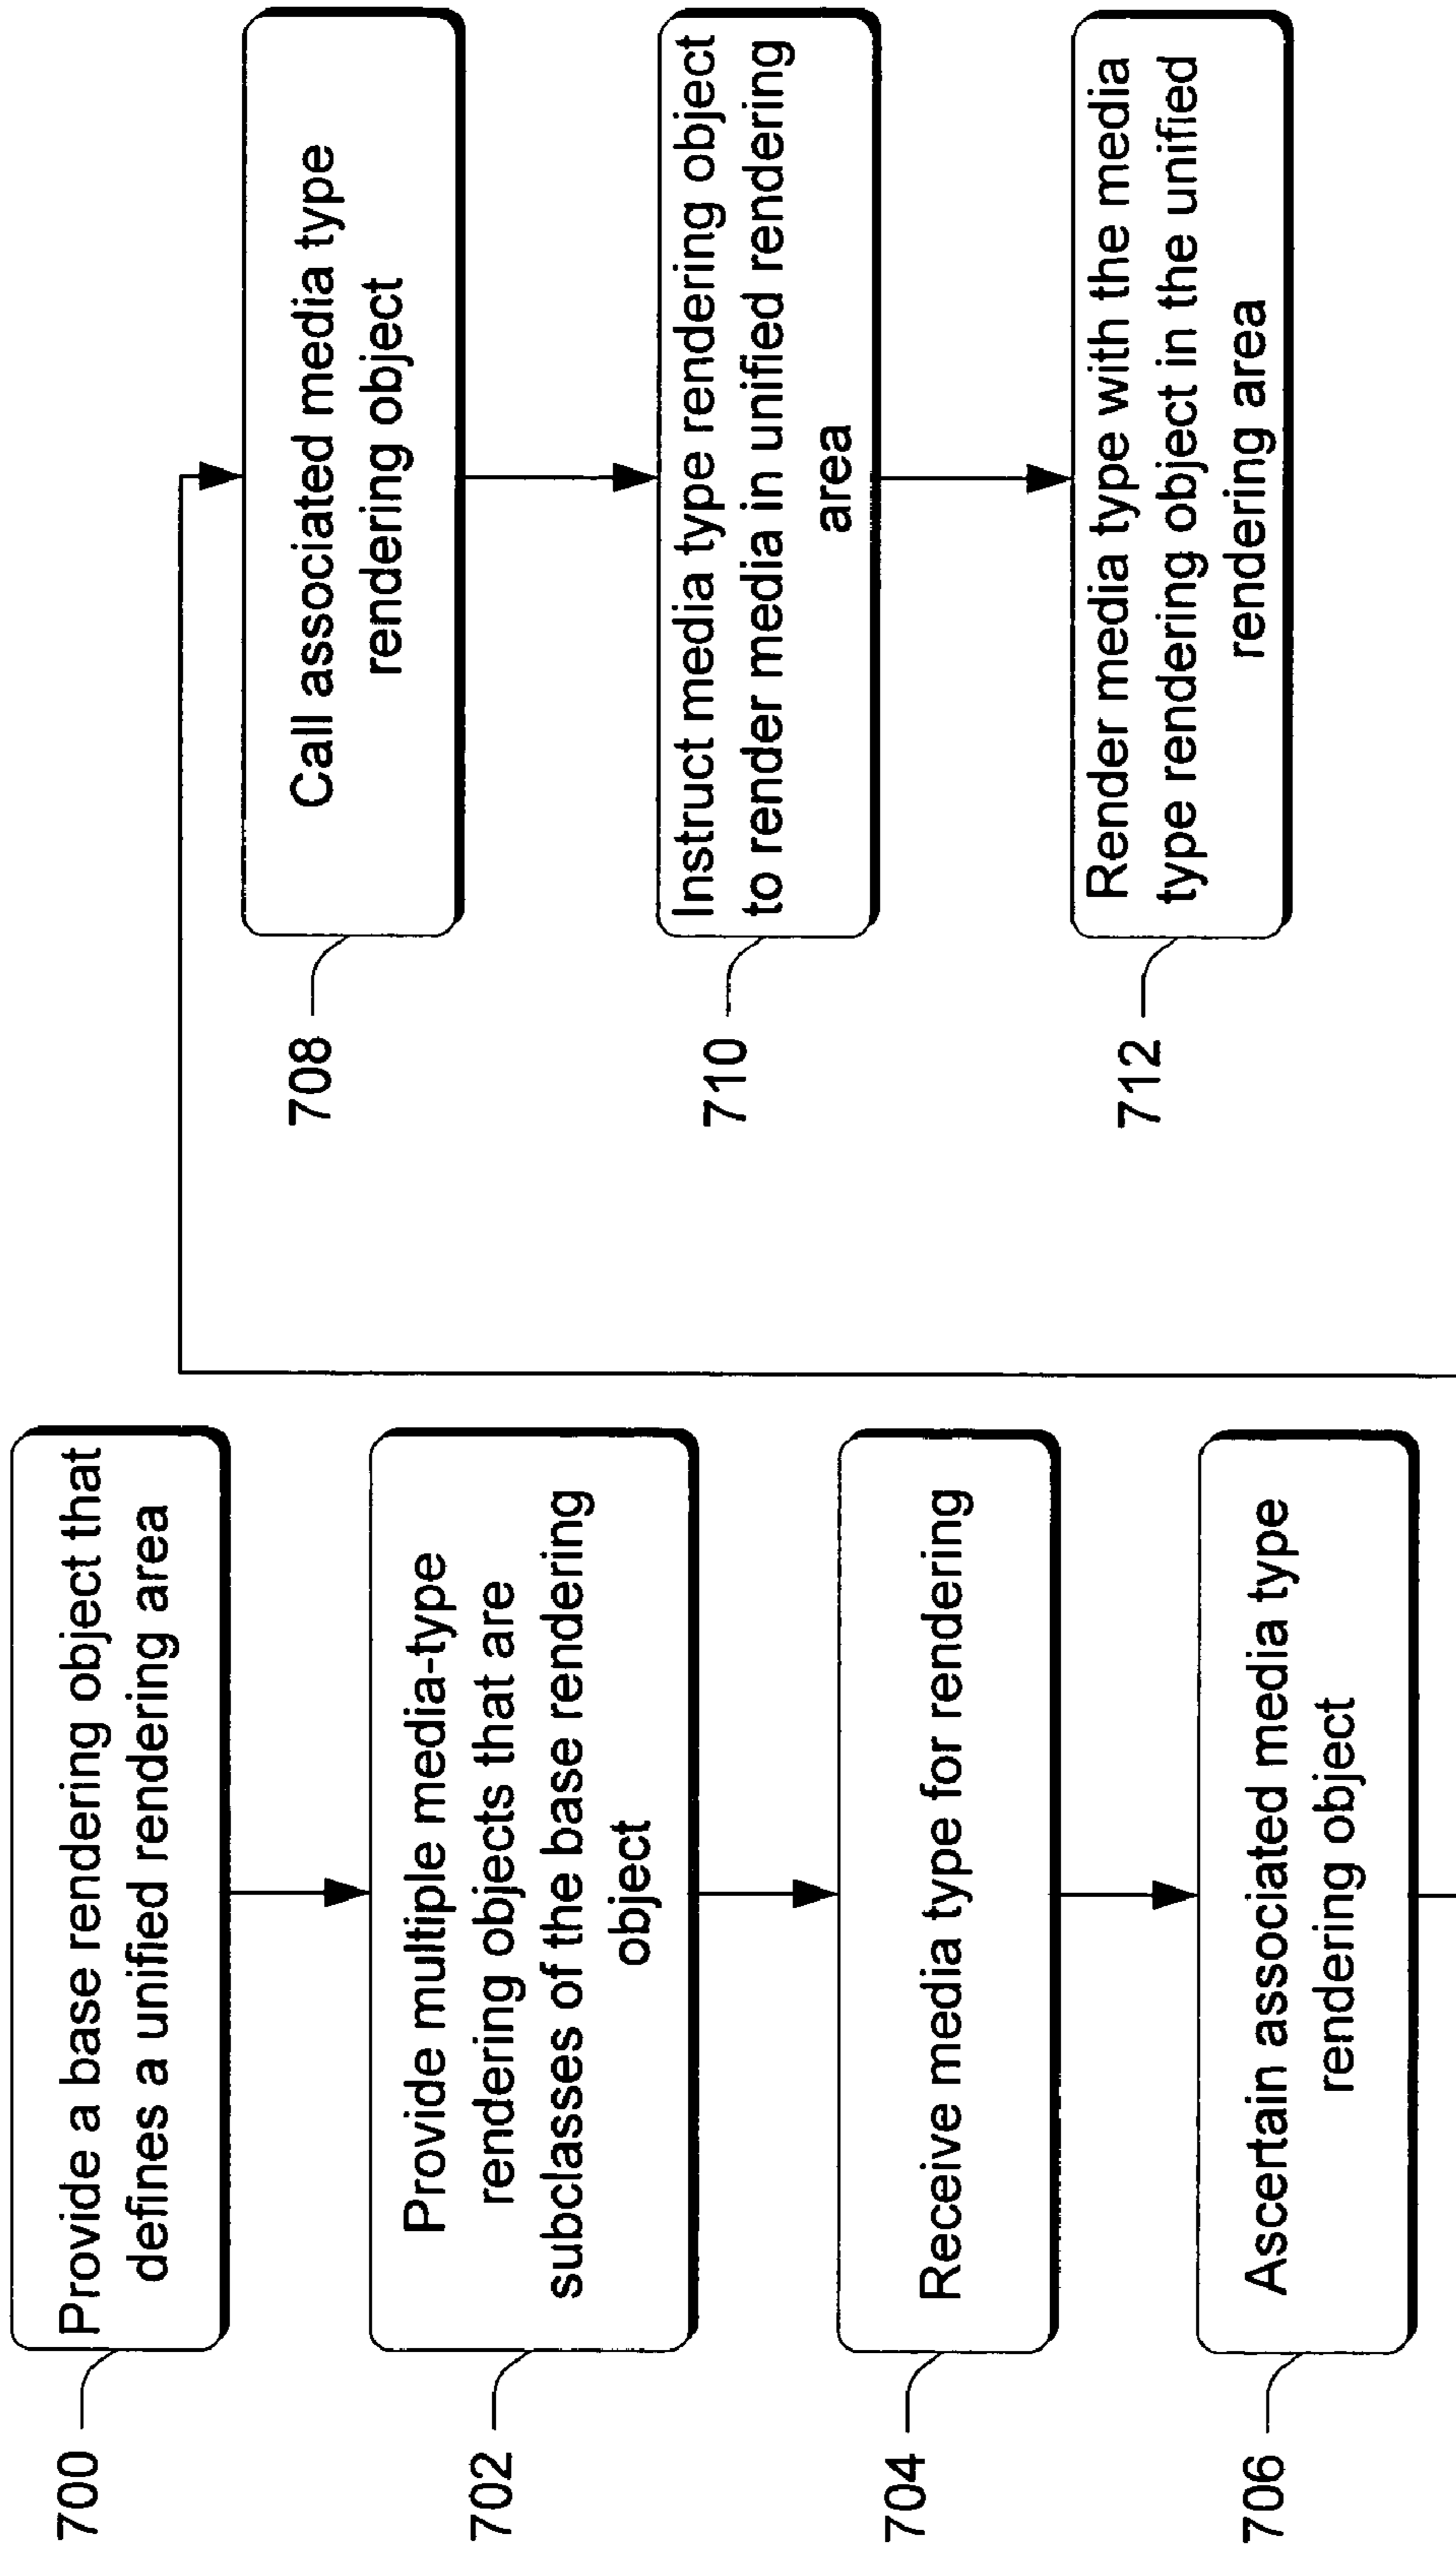 700
Provide a base rendering object that
defines a unified rendering area
702
Provide multiple media-type
rendering objects that are
subclasses of the base rendering
object
704
Receive media type for rendering
706
Ascertain associated media type
rendering object
708
Call associated media type
rendering object
710
Instruct media type rendering object
to render media in unified rendering
area
712
Render media type with the media
type rendering object in the unified
rendering area